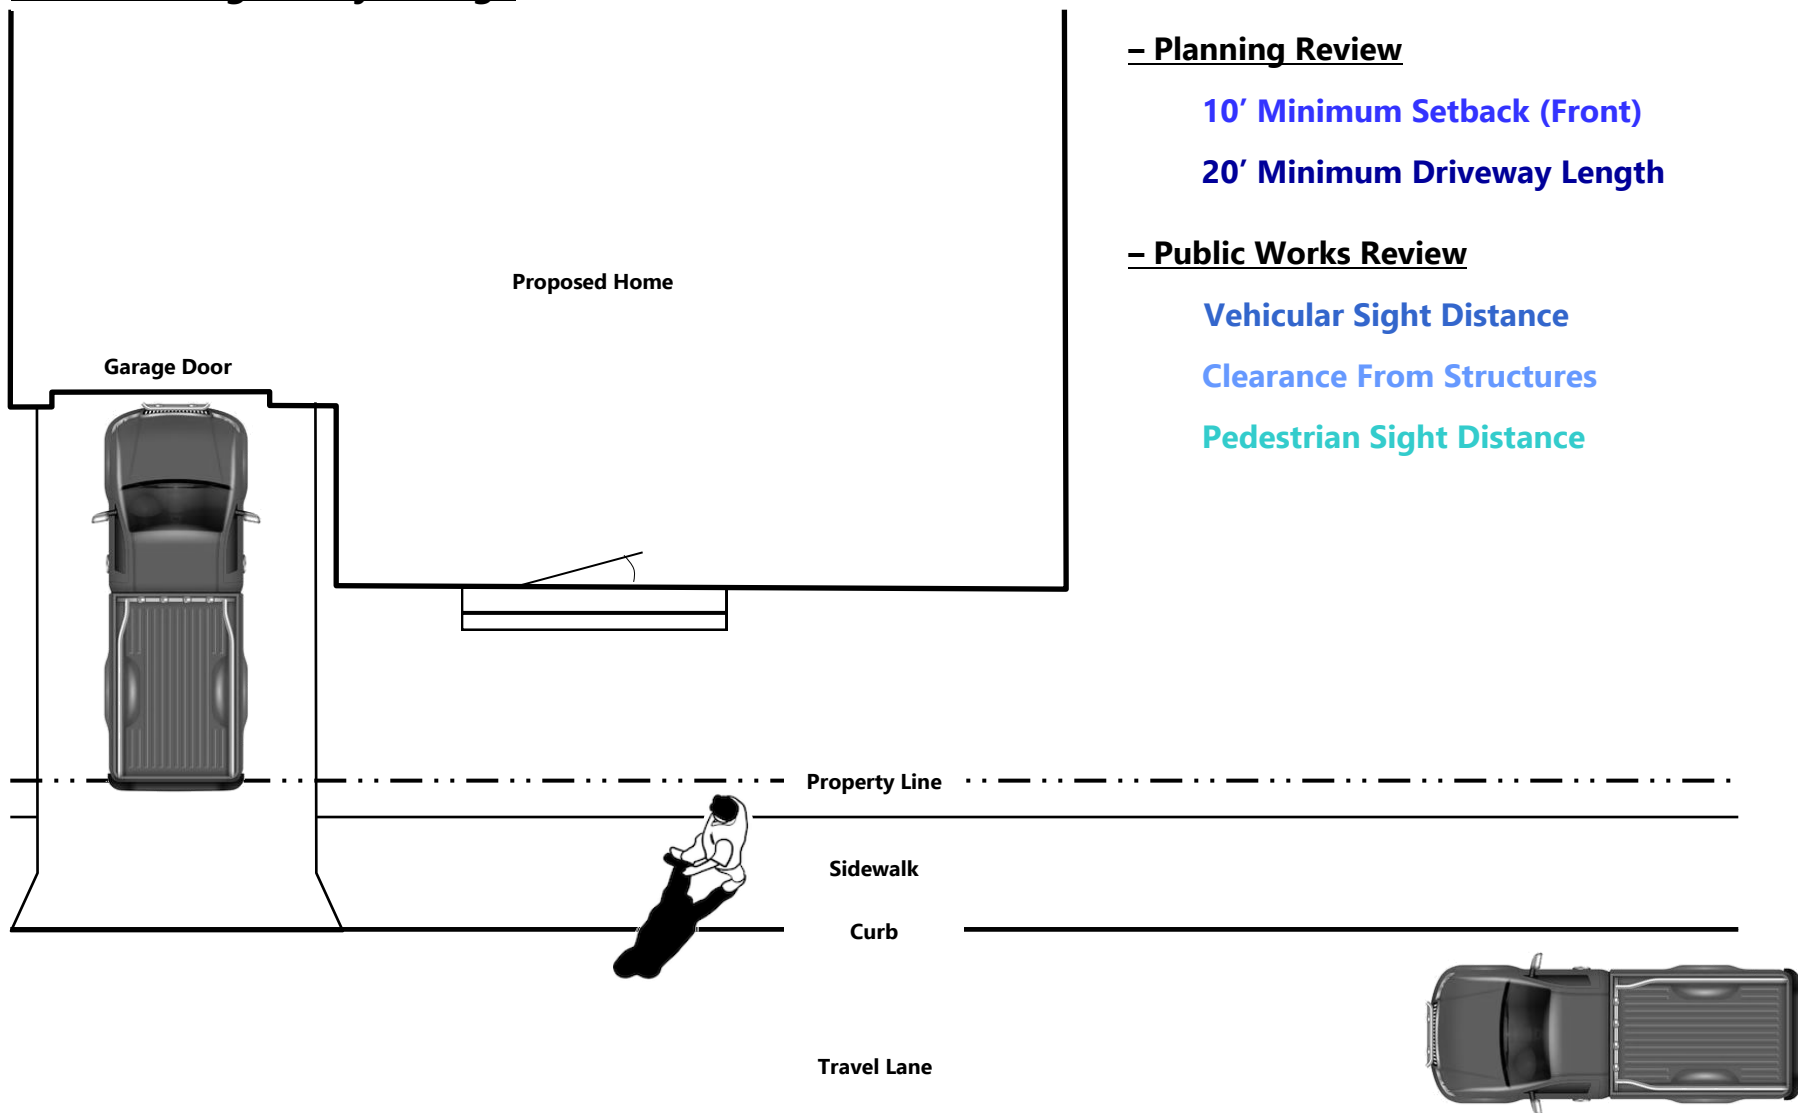 – Planning Review
10’ Minimum Setback (Front)
20’ Minimum Driveway Length
– Public Works Review
Vehicular Sight Distance
Clearance From Structures
Pedestrian Sight Distance
Proposed Home
Garage Door
Property Line
Sidewalk
Curb
Travel Lane